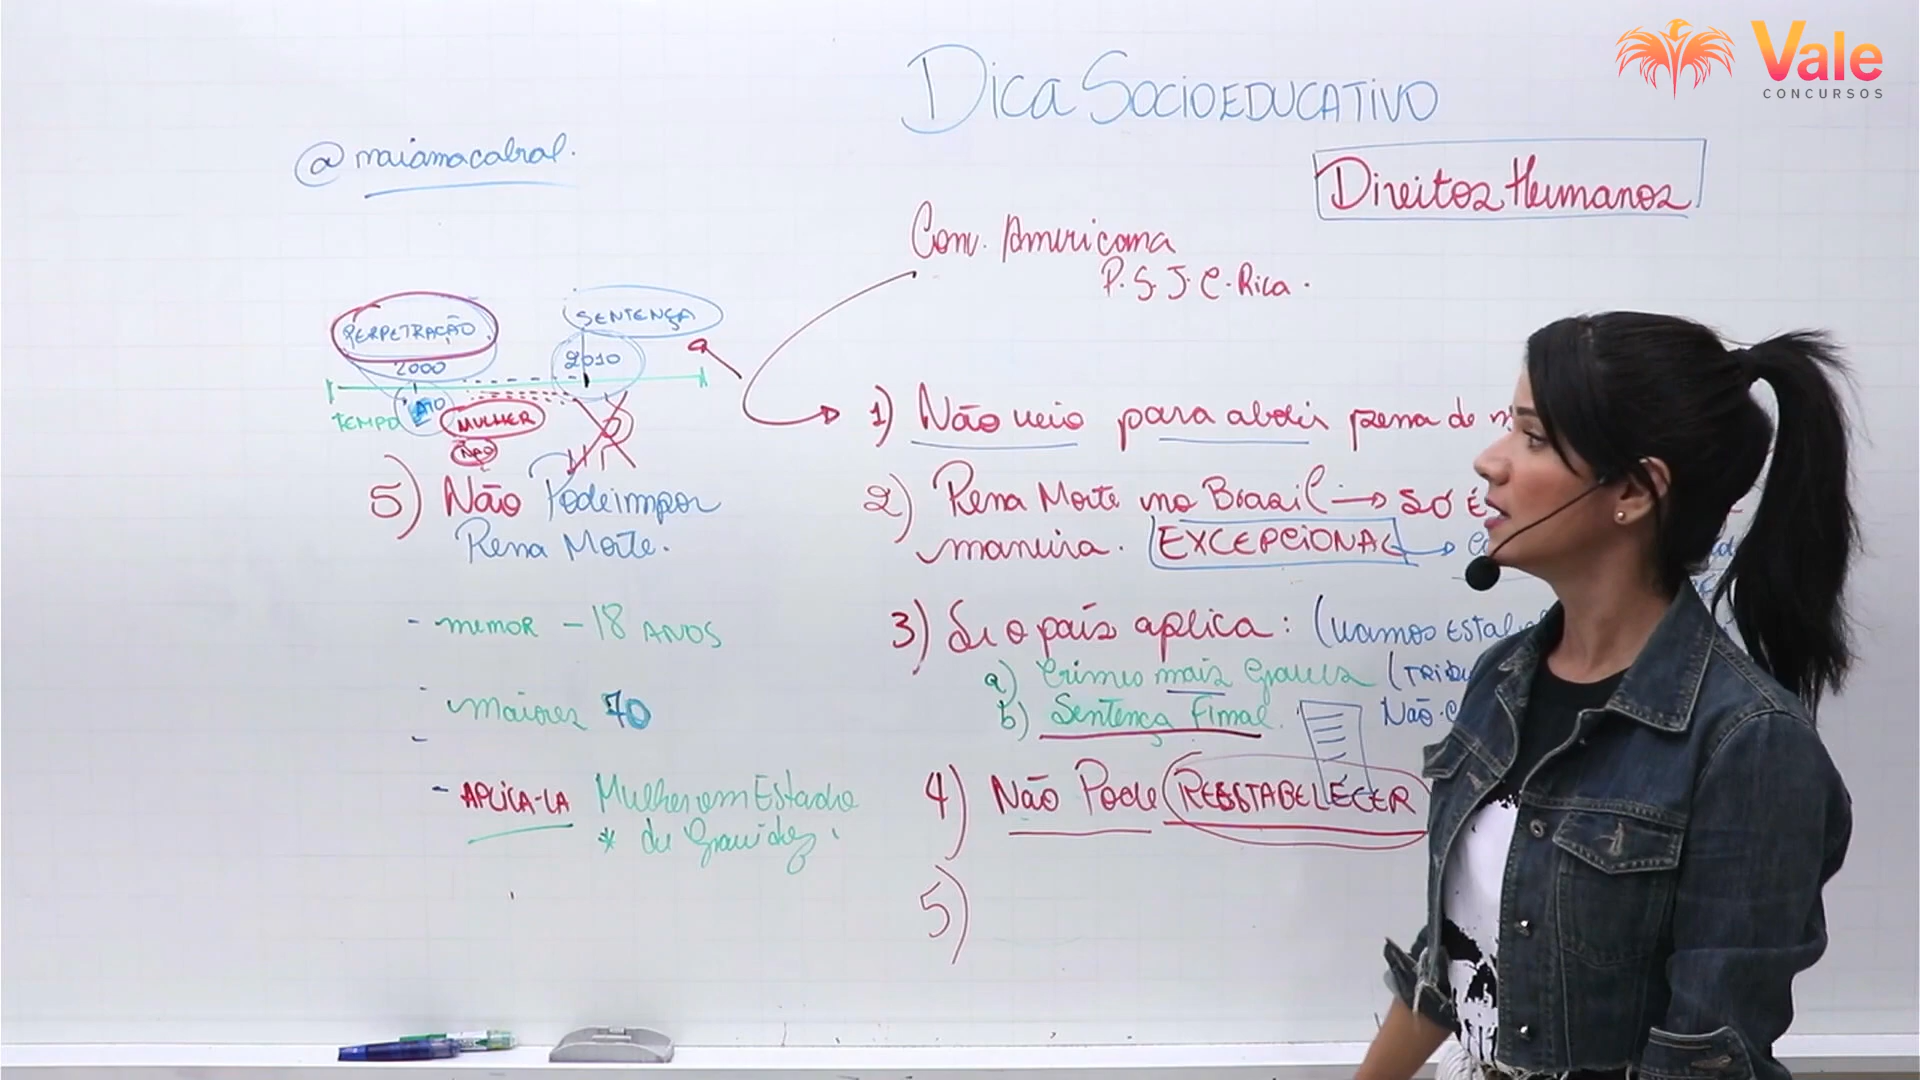 Vale
CONCURSOS
Dica SOCIOEDUCATIVO
@maiamacabral.
Direitos Humanos
Conv. Americana
P. S. J. C. Rica.
PERPETRAÇÃO
SENTENÇA
2000
2010
TEMPO
ATO
MULHER
NÃO
5) Não Pode impor
Pena Morte.
- menor -18 ANOS
- maiores 70
- APLICA-LA Mulher em Estado
* de Gravidez.
1) Não veio para abolir pena de
2) Pena Morte no Brasil → SÓ É
maneira. EXCEPCIONAL →
3) Se o país aplica: (vamos
a) Crimes mais Graves
b) Sentença Final. Não
4) Não Pode REESTABELECER
5)